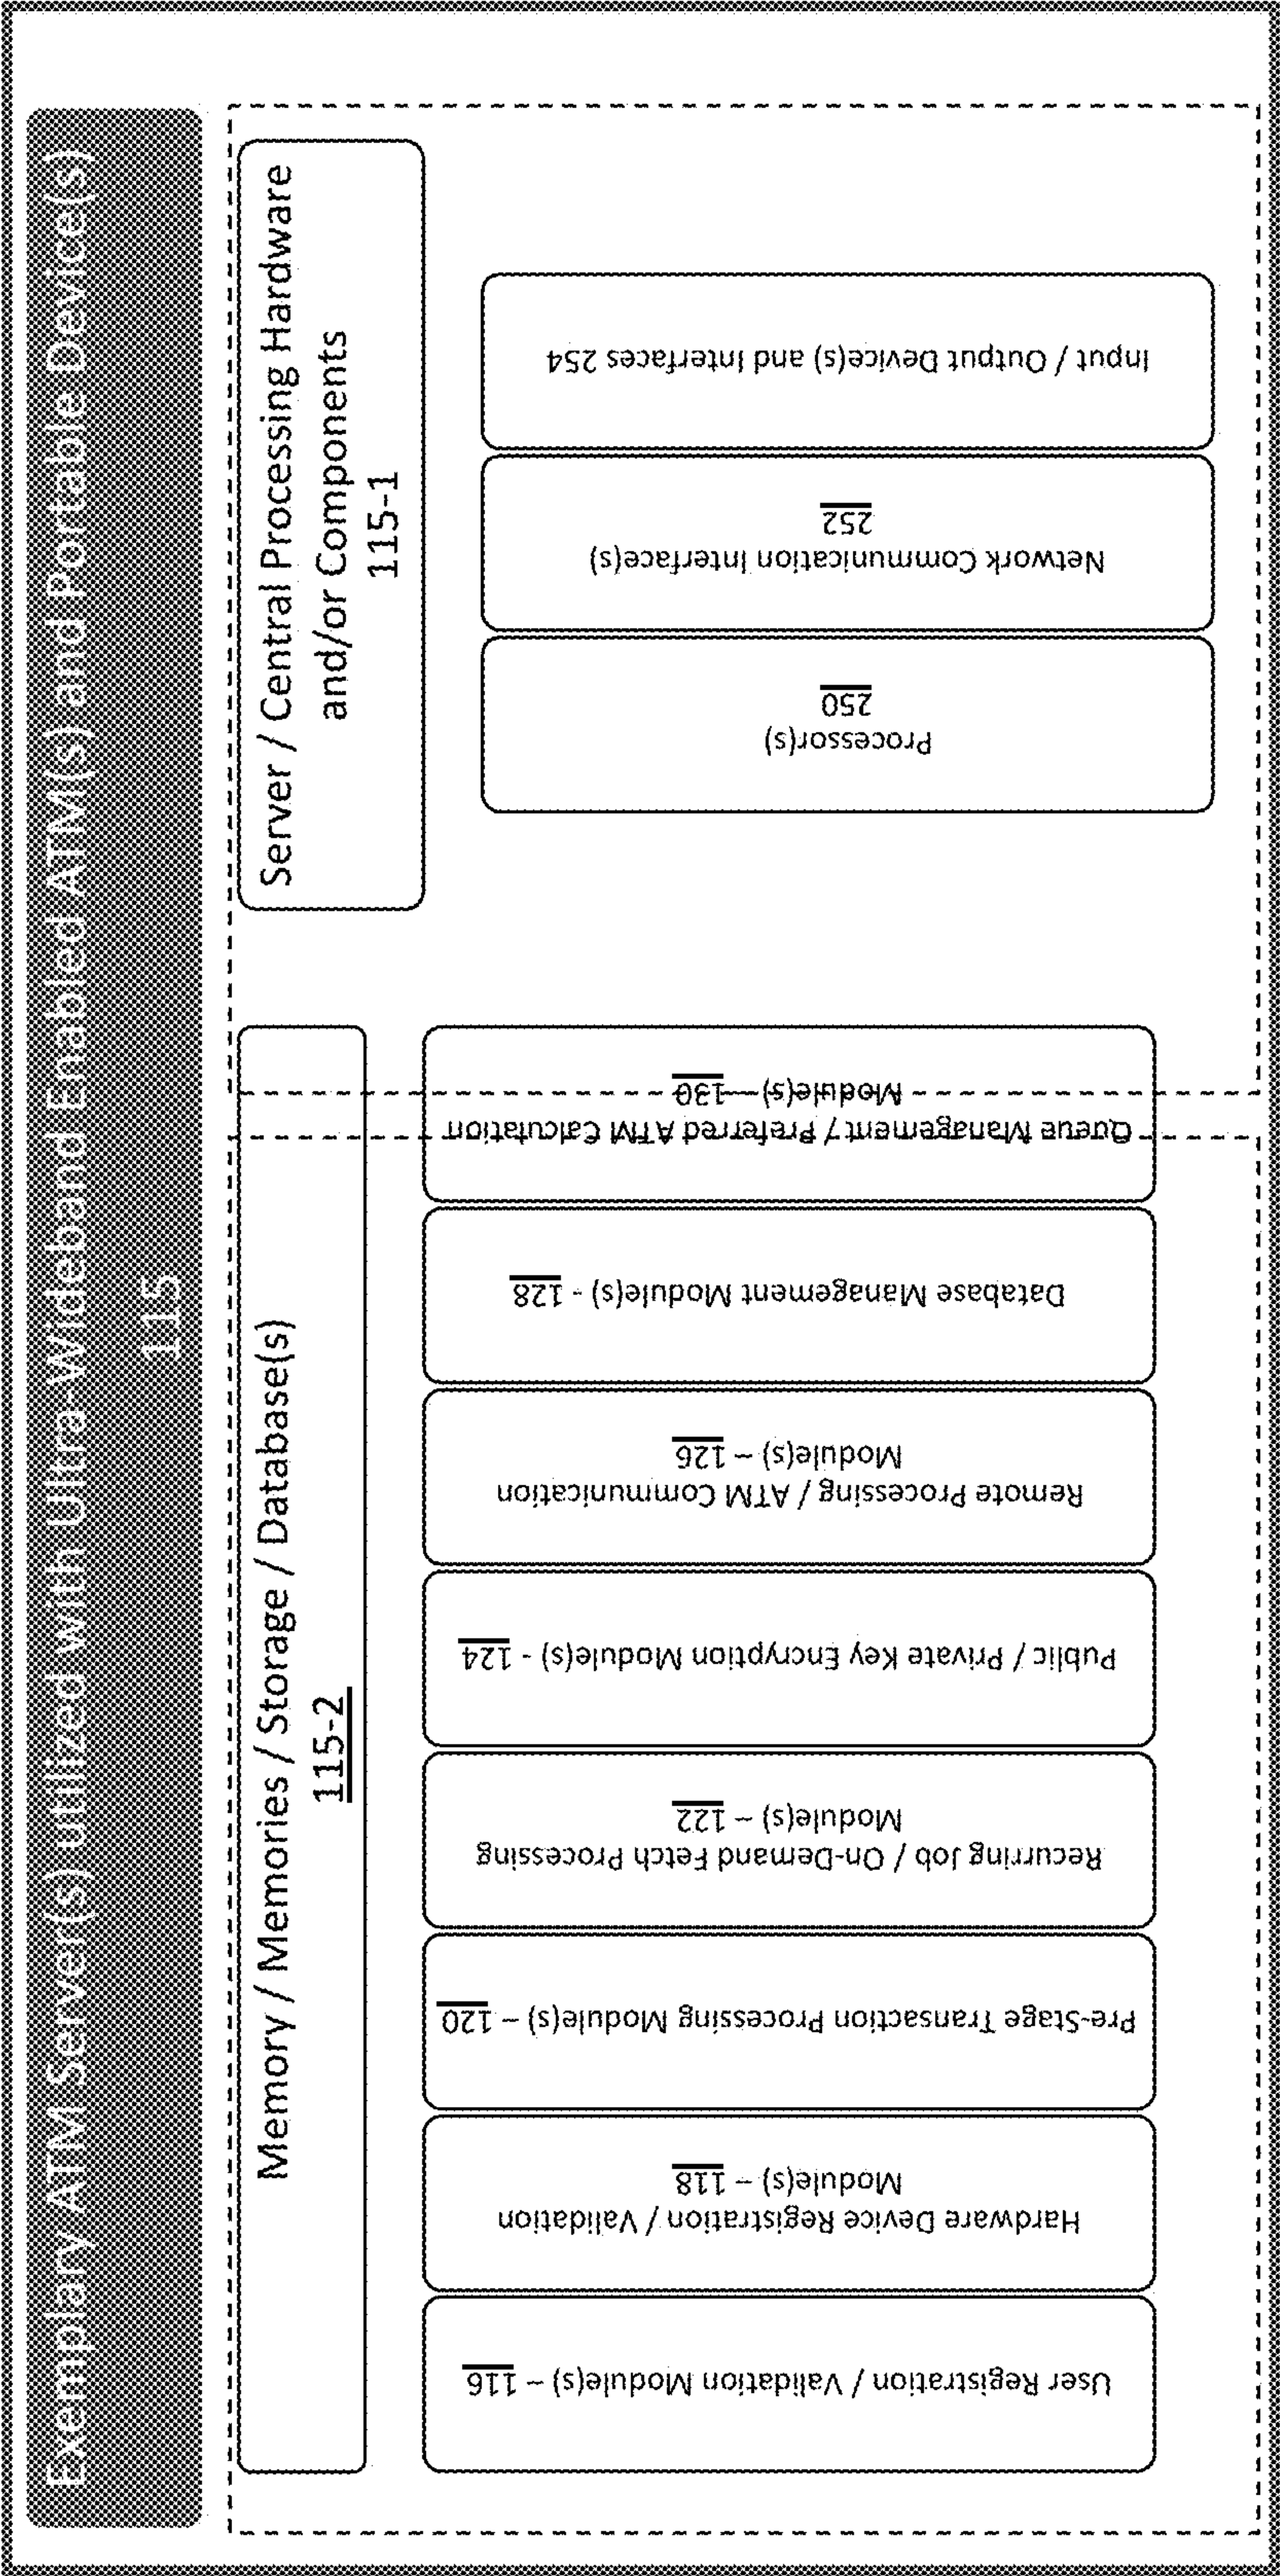 Exemplary ATM Server(s) utilized with Ultra-Wideband Enabled ATM(s) and Portable Device(s)
115
Memory / Memories / Storage / Database(s)
115-2
User Registration / Validation Module(s) – 116
Hardware Device Registration / Validation
Module(s) – 118
Pre-Stage Transaction Processing Module(s) – 120
Recurring Job / On-Demand Fetch Processing
Module(s) – 122
Public / Private Key Encryption Module(s) - 124
Remote Processing / ATM Communication
Module(s) – 126
Database Management Module(s) - 128
Queue Management / Preferred ATM Calculation
Module(s) – 130
Server / Central Processing Hardware
and/or Components
115-1
Processor(s)
250
Network Communication Interface(s)
252
Input / Output Device(s) and Interfaces 254